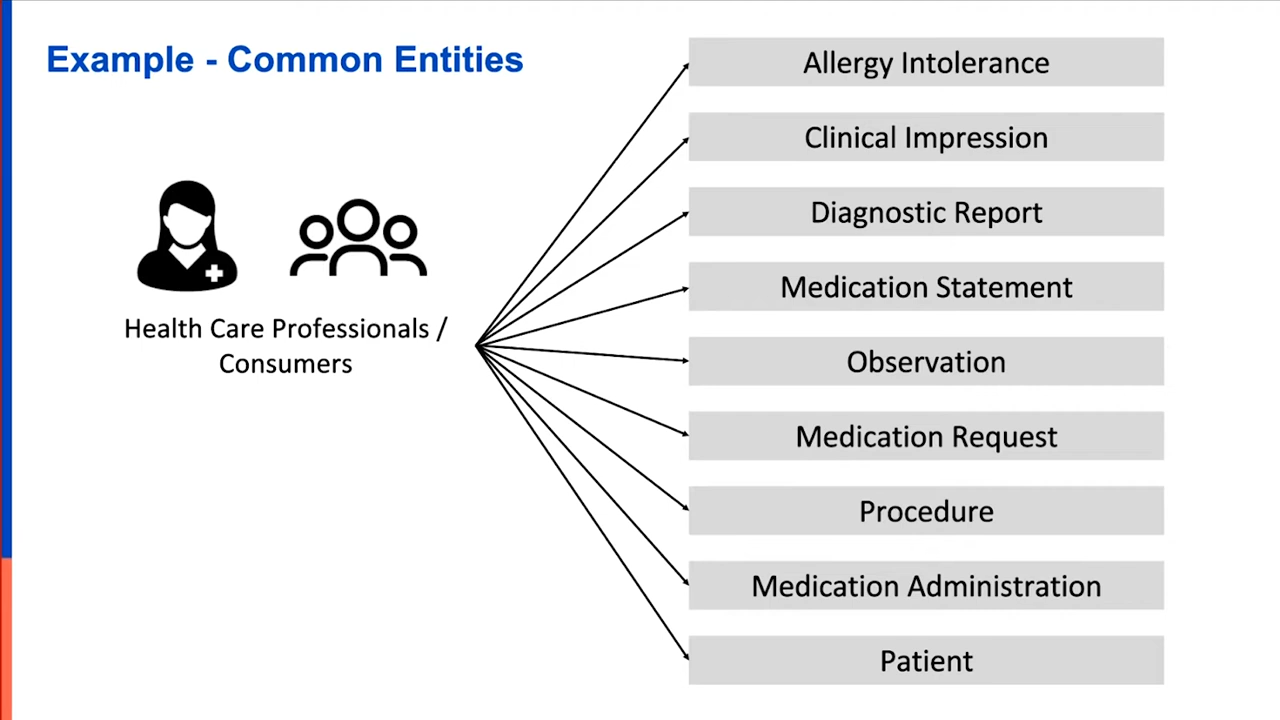 Example - Common Entities
Health Care Professionals /
Consumers
Allergy Intolerance
Clinical Impression
Diagnostic Report
Medication Statement
Observation
Medication Request
Procedure
Medication Administration
Patient